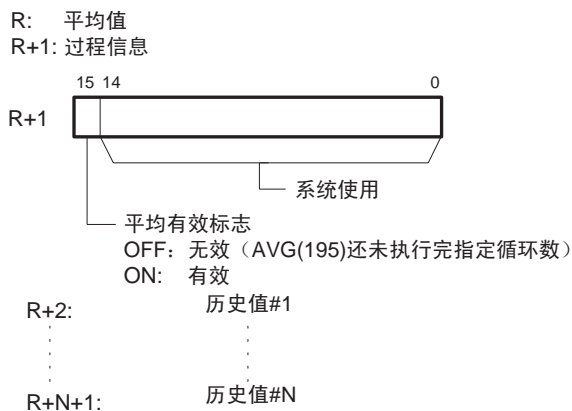 R: 平均值
R+1: 过程信息
15 14 0
R+1
系统使用
平均有效标志
OFF：无效（AVG(195)还未执行完指定循环数）
ON: 有效
R+2: 历史值#1
R+N+1: 历史值#N